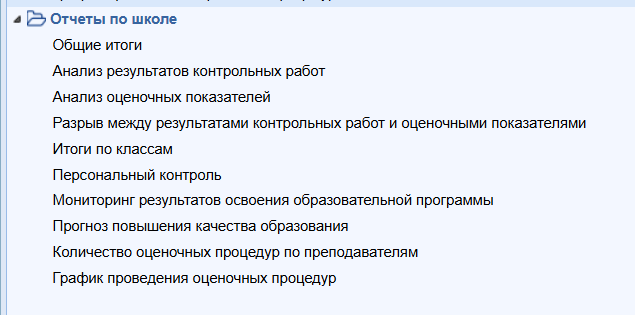 Отчеты по школе
Общие итоги
Анализ результатов контрольных работ
Анализ оценочных показателей
Разрыв между результатами контрольных работ и оценочными показателями
Итоги по классам
Персональный контроль
Мониторинг результатов освоения образовательной программы
Прогноз повышения качества образования
Количество оценочных процедур по преподавателям
График проведения оценочных процедур